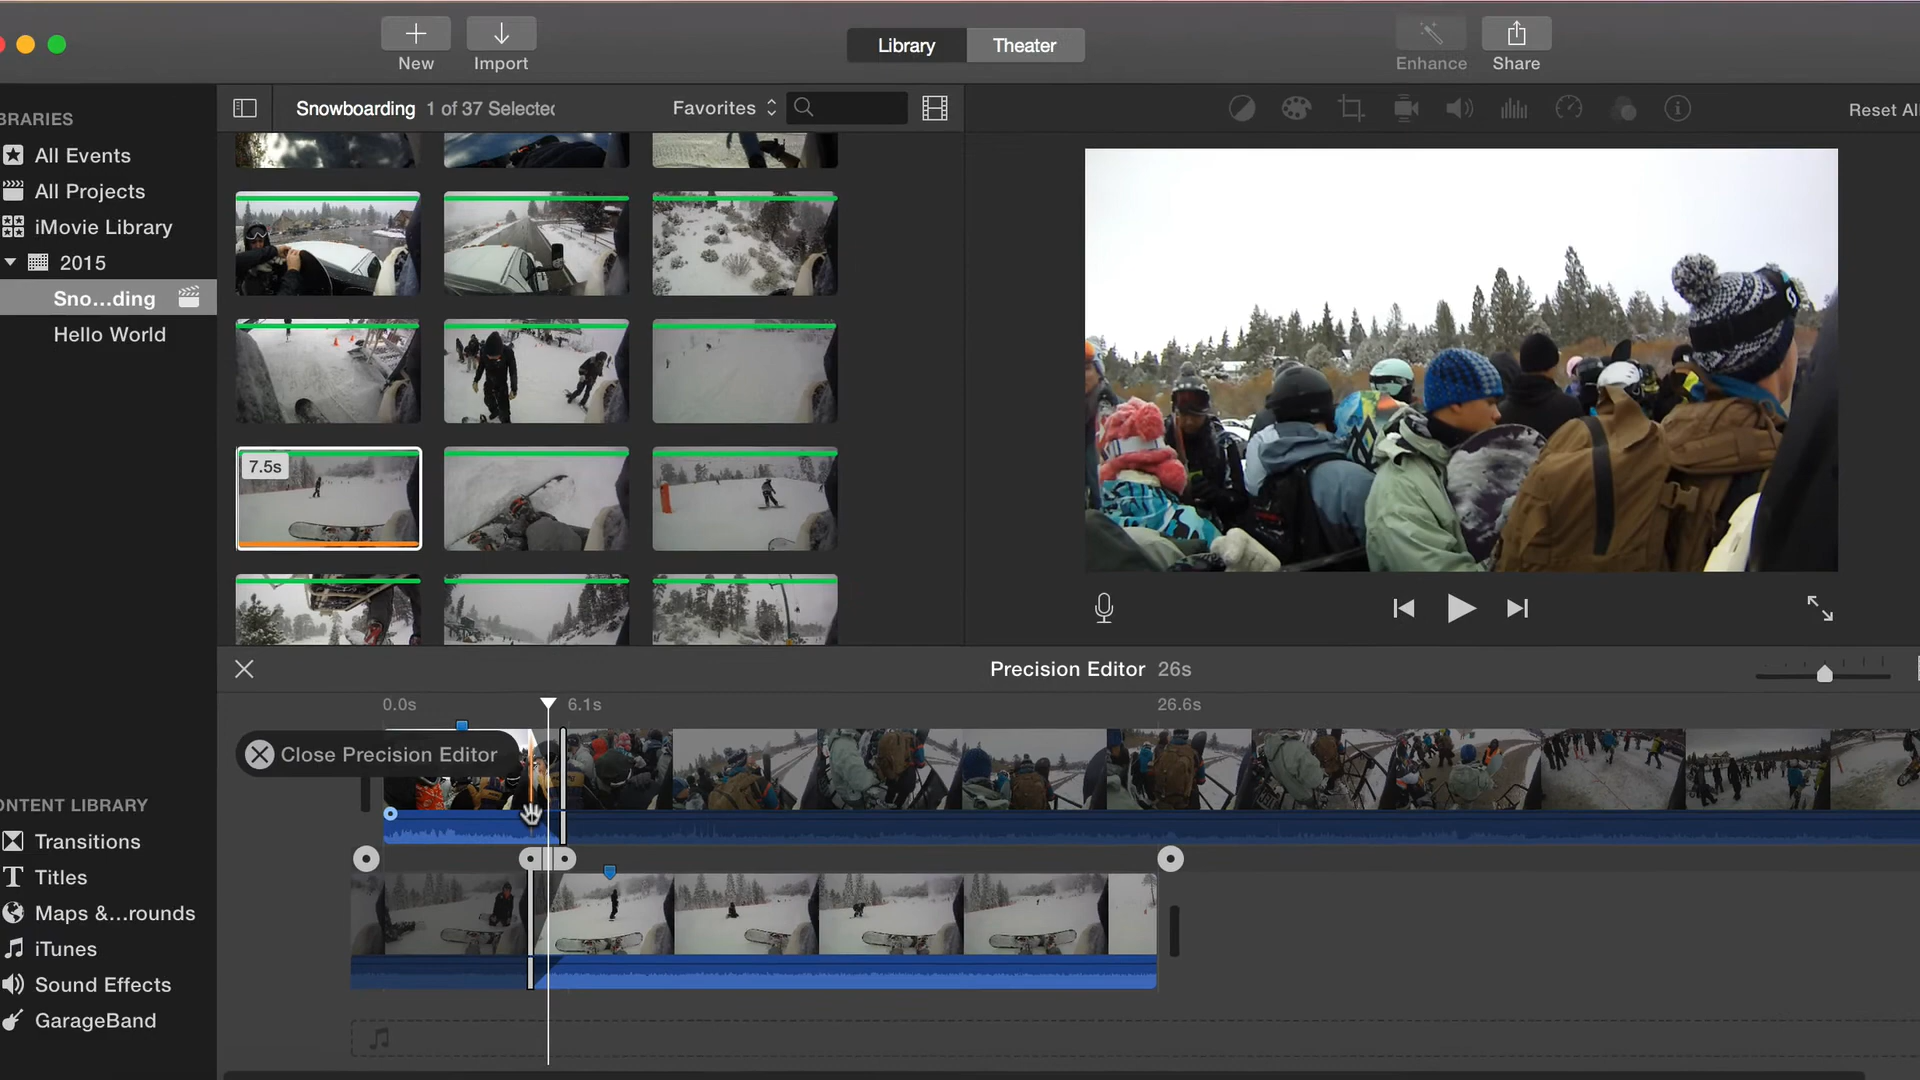 New
Import
Library
Theater
Enhance
Share
BRARIES
All Events
All Projects
iMovie Library
2015
Sno...ding
Hello World
Snowboarding 1 of 37 Selected
Favorites
Reset All
7.5s
Precision Editor 26s
0.0s
6.1s
26.6s
Close Precision Editor
ONTENT LIBRARY
Transitions
Titles
Maps &...rounds
iTunes
Sound Effects
GarageBand